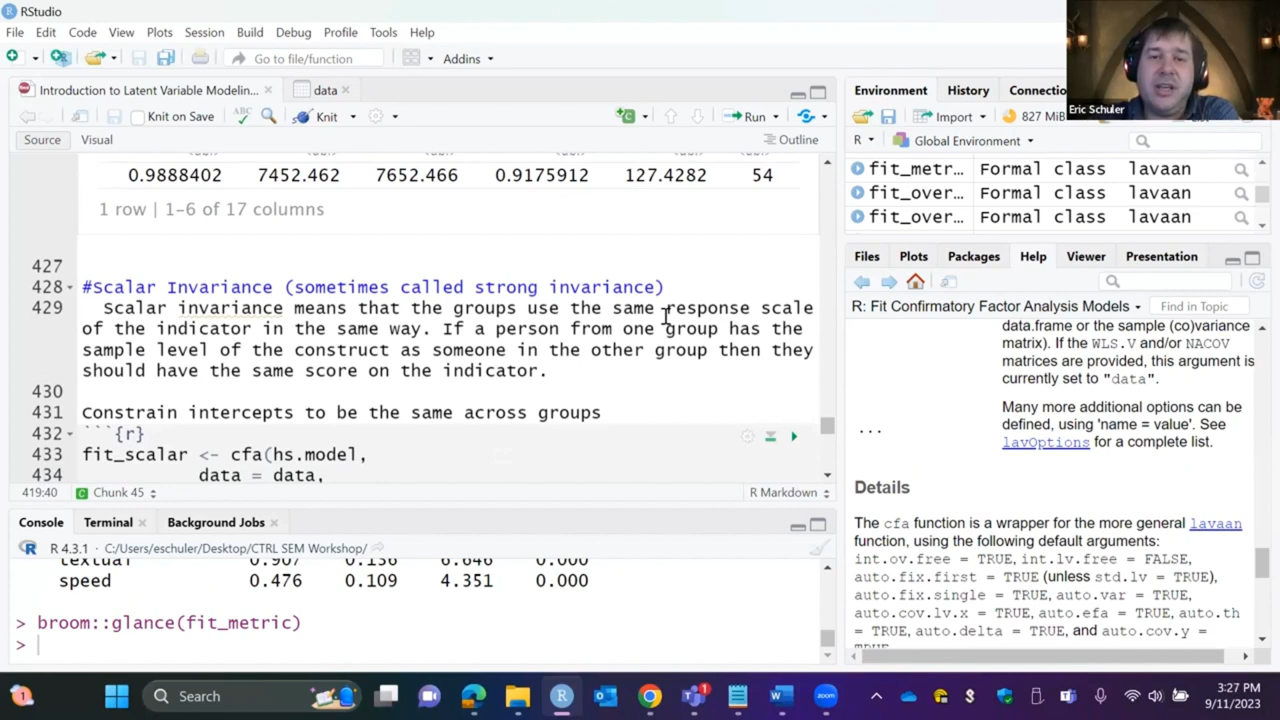 RStudio
File Edit Code View Plots Session Build Debug Profile Tools Help
Go to file/function Addins
Introduction to Latent Variable Modelin... data
Knit on Save Knit Run
Source Visual Outline
0.9888402 7452.462 7652.466 0.9175912 127.4282 54
1 row | 1-6 of 17 columns
427
428 #Scalar Invariance (sometimes called strong invariance)
429 Scalar invariance means that the groups use the same response scale
of the indicator in the same way. If a person from one group has the
sample level of the construct as someone in the other group then they
should have the same score on the indicator.
430
431 Constrain intercepts to be the same across groups
432 ```{r}
433 fit_scalar <- cfa(hs.model,
434 data = data,
419:40 Chunk 45 R Markdown
Console Terminal Background Jobs
R 4.3.1 · C:/Users/eschuler/Desktop/CTRL SEM Workshop/
textual 0.907 0.136 6.646 0.000
speed 0.476 0.109 4.351 0.000
> broom::glance(fit_metric)
>
Eric Schuler
Environment History Connectio
Import 827 MiB
R Global Environment
fit_metr... Formal class lavaan
fit_over... Formal class lavaan
fit_over... Formal class lavaan
Files Plots Packages Help Viewer Presentation
R: Fit Confirmatory Factor Analysis Models Find in Topic
data.frame or the sample (co)variance
matrix). If the WLS.V and/or NACOV
matrices are provided, this argument is
currently set to "data".
... Many more additional options can be
defined, using 'name = value'. See
lavOptions for a complete list.
Details
The cfa function is a wrapper for the more general lavaan
function, using the following default arguments:
int.ov.free = TRUE, int.lv.free = FALSE,
auto.fix.first = TRUE (unless std.lv = TRUE),
auto.fix.single = TRUE, auto.var = TRUE,
auto.cov.lv.x = TRUE, auto.efa = TRUE, auto.th
= TRUE, auto.delta = TRUE, and auto.cov.y =
TRUE
Search
zoom
3:27 PM
9/11/2023